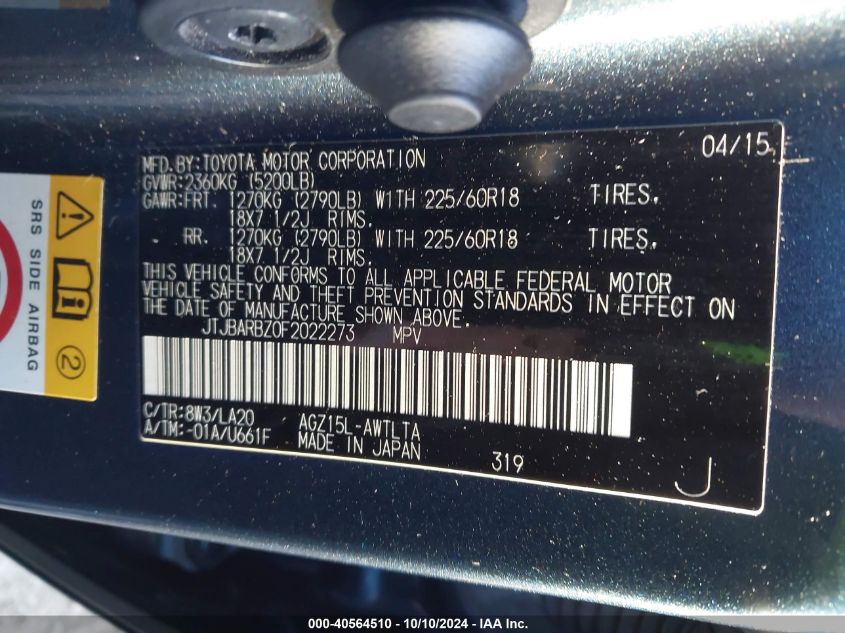 MFD.BY:TOYOTA MOTOR CORPORATION 04/15
GVWR:2360KG (5200LB)
GAWR:FRT. 1270KG (2790LB) WITH 225/60R18 TIRES.
18X7 1/2J RIMS.
RR. 1270KG (2790LB) WITH 225/60R18 TIRES.
18X7 1/2J RIMS.
THIS VEHICLE CONFORMS TO ALL APPLICABLE FEDERAL MOTOR
VEHICLE SAFETY AND THEFT PREVENTION STANDARDS IN EFFECT ON
THE DATE OF MANUFACTURE SHOWN ABOVE.
JTJBARBZ0F2022273 MPV
C/TR:8W3/LA20 AGZ15L-AWTLTA
A/TM:-01A/U661F MADE IN JAPAN
319
J
SRS SIDE AIRBAG
2
000-40564510 - 10/10/2024 - IAA Inc.